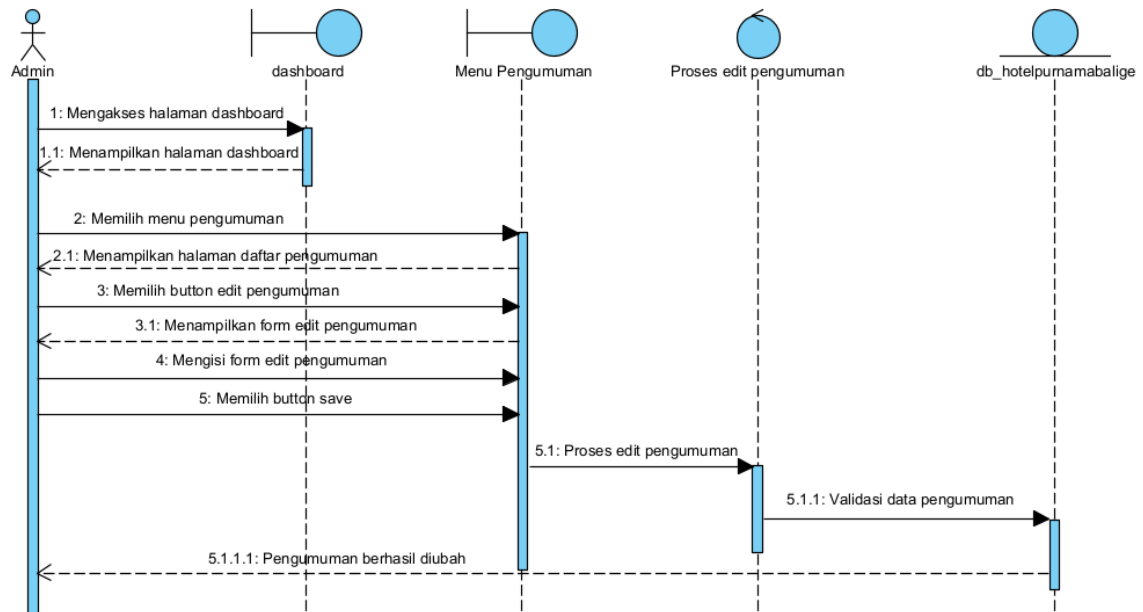 Admin
dashboard
Menu Pengumuman
Proses edit pengumuman
db_hotelpurnamabalige
1: Mengakses halaman dashboard
1.1: Menampilkan halaman dashboard
2: Memilih menu pengumuman
2.1: Menampilkan halaman daftar pengumuman
3: Memilih button edit pengumuman
3.1: Menampilkan form edit pengumuman
4: Mengisi form edit pengumuman
5: Memilih button save
5.1: Proses edit pengumuman
5.1.1: Validasi data pengumuman
5.1.1.1: Pengumuman berhasil diubah